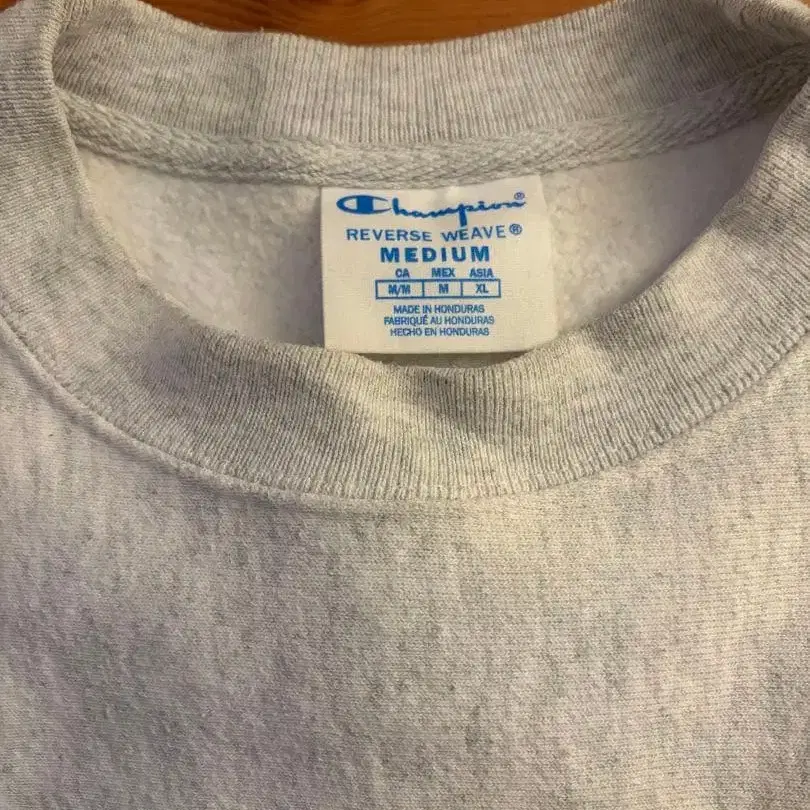 Champion®
REVERSE WEAVE®
MEDIUM
CA MEX ASIA
M/M M XL
MADE IN HONDURAS
FABRIQUÉ AU HONDURAS
HECHO EN HONDURAS